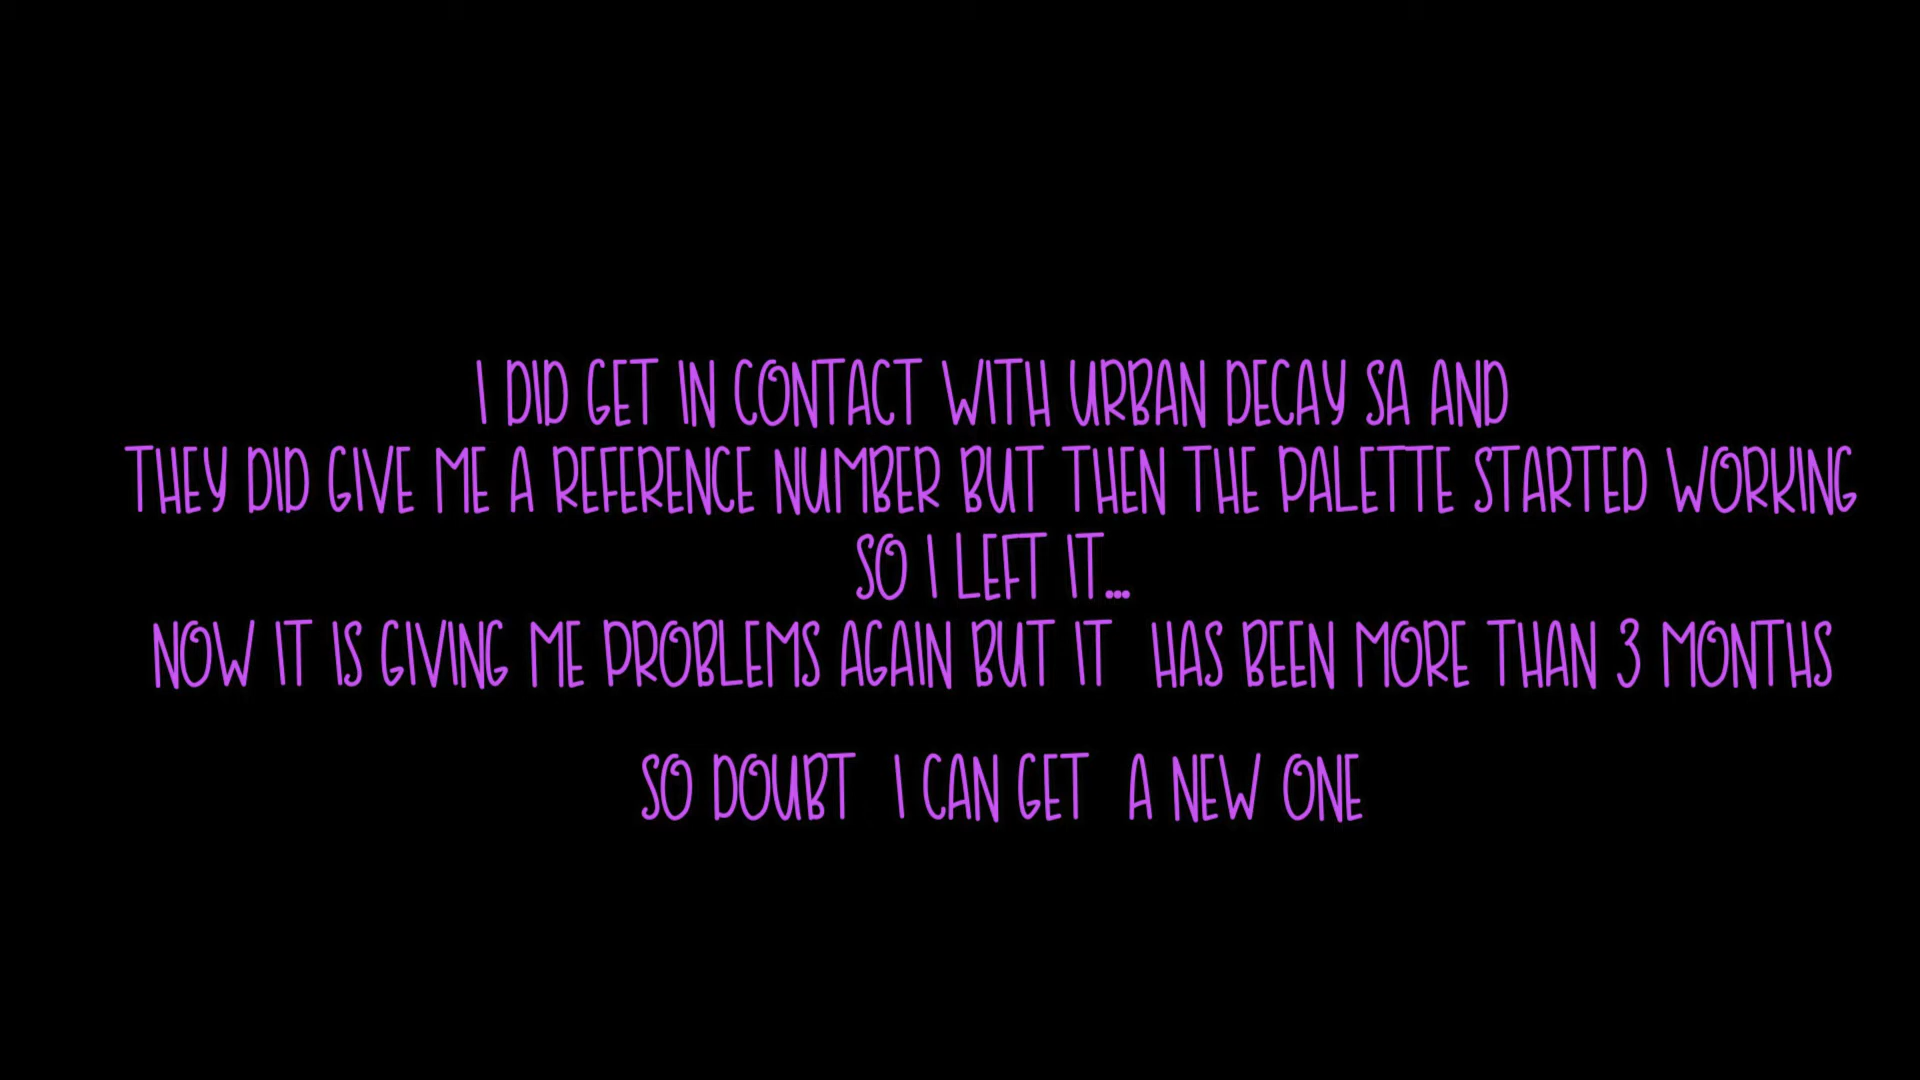 I DID GET IN CONTACT WITH URBAN DECAY SA AND
THEY DID GIVE ME A REFERENCE NUMBER BUT THEN THE PALETTE STARTED WORKING
SO I LEFT IT...
NOW IT IS GIVING ME PROBLEMS AGAIN BUT IT HAS BEEN MORE THAN 3 MONTHS
SO DOUBT I CAN GET A NEW ONE